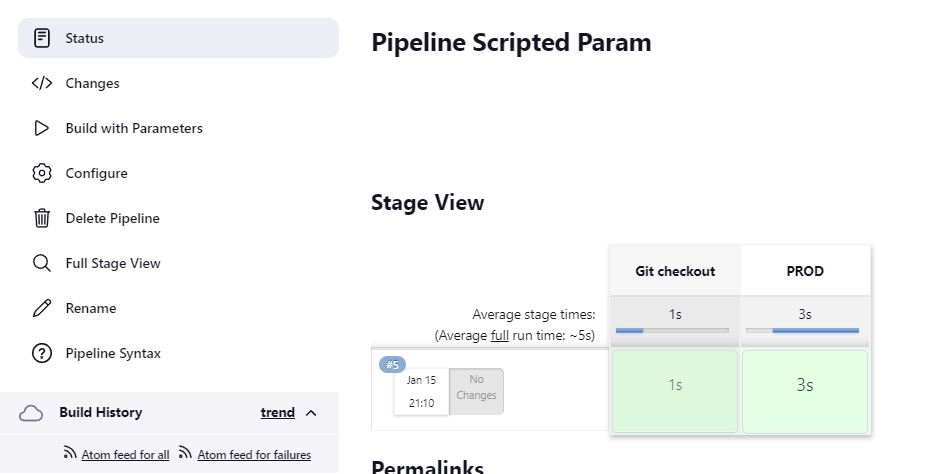 Status
Changes
Build with Parameters
Configure
Delete Pipeline
Full Stage View
Rename
Pipeline Syntax
Build History
trend
Atom feed for all
Atom feed for failures
Pipeline Scripted Param
Stage View
Git checkout
PROD
Average stage times:
(Average full run time: ~5s)
1s
3s
#5
Jan 15
21:10
No
Changes
1s
3s
Permalinks